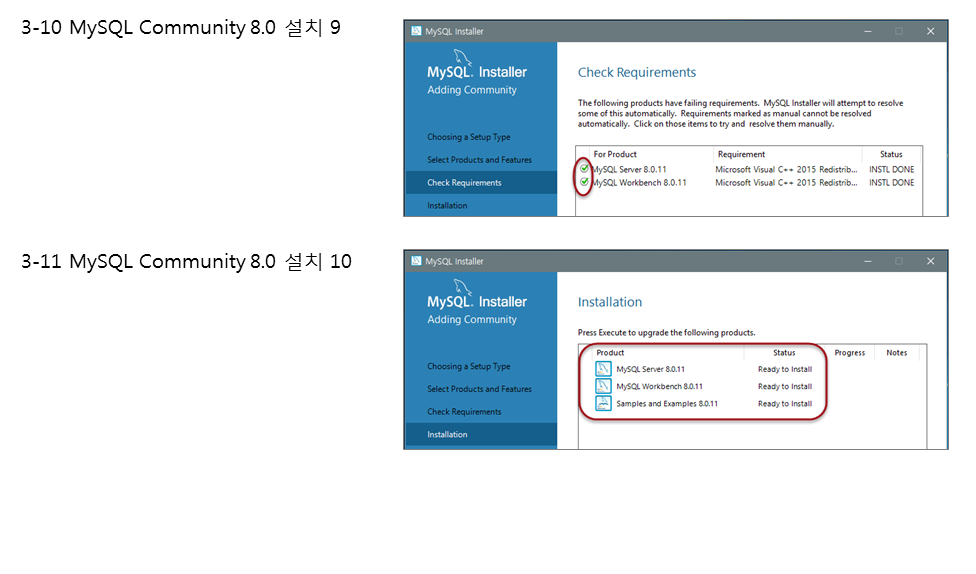 3-10 MySQL Community 8.0 설치 9
MySQL Installer
MySQL. Installer
Adding Community
Choosing a Setup Type
Select Products and Features
Check Requirements
Installation
Check Requirements
The following products have failing requirements. MySQL Installer will attempt to resolve
some of this automatically. Requirements marked as manual cannot be resolved
automatically. Click on those items to try and resolve them manually.
For Product Requirement Status
MySQL Server 8.0.11 Microsoft Visual C++ 2015 Redistrib... INSTL DONE
MySQL Workbench 8.0.11 Microsoft Visual C++ 2015 Redistrib... INSTL DONE
3-11 MySQL Community 8.0 설치 10
MySQL Installer
MySQL. Installer
Adding Community
Choosing a Setup Type
Select Products and Features
Check Requirements
Installation
Installation
Press Execute to upgrade the following products.
Product Status Progress Notes
MySQL Server 8.0.11 Ready to Install
MySQL Workbench 8.0.11 Ready to Install
Samples and Examples 8.0.11 Ready to Install